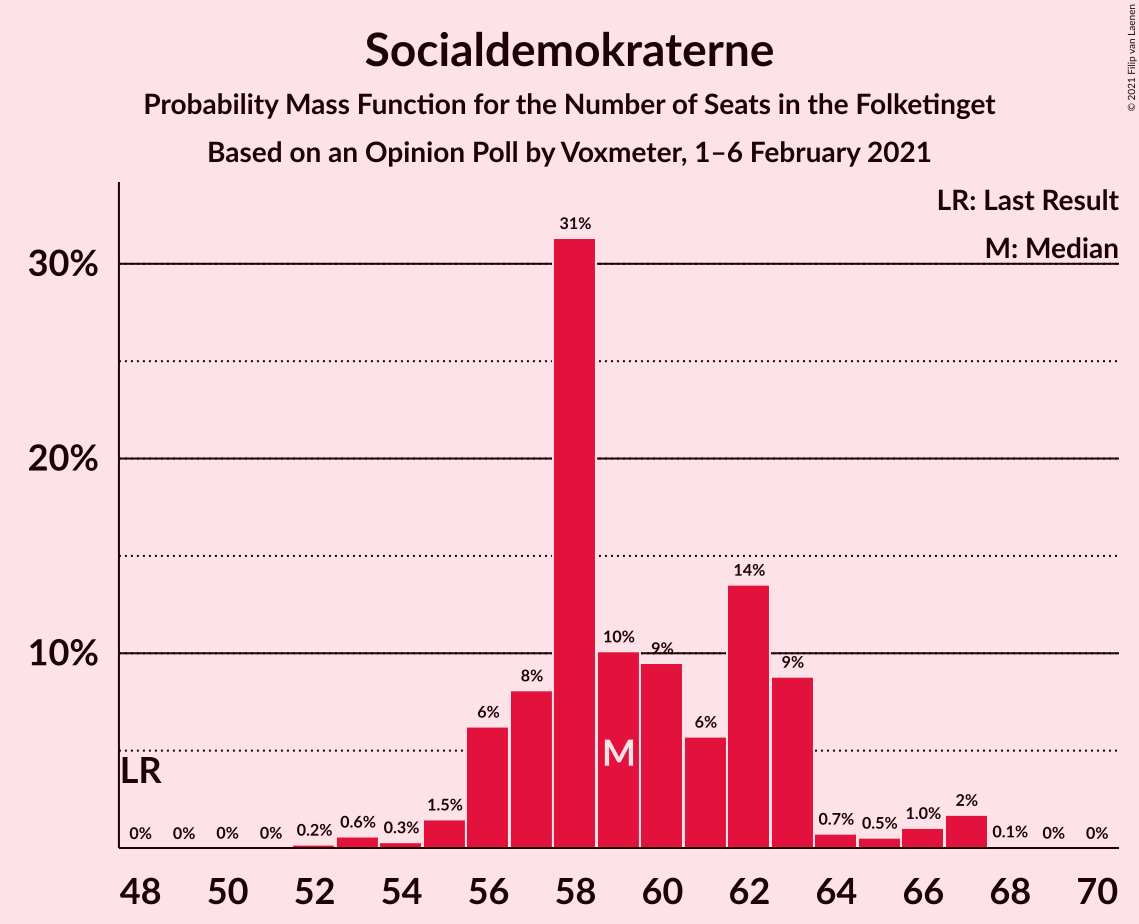 Socialdemokraterne
Probability Mass Function for the Number of Seats in the Folketinget
Based on an Opinion Poll by Voxmeter, 1–6 February 2021
© 2021 Filip van Laenen
LR: Last Result
M: Median
31%
30%
20%
14%
10%
10%
9%
9%
8%
6%
6%
M
LR
0%
0%
0%
0%
0.2%
0.6%
0.3%
1.5%
0.7%
0.5%
1.0%
2%
0.1%
0%
0%
48 50 52 54 56 58 60 62 64 66 68 70